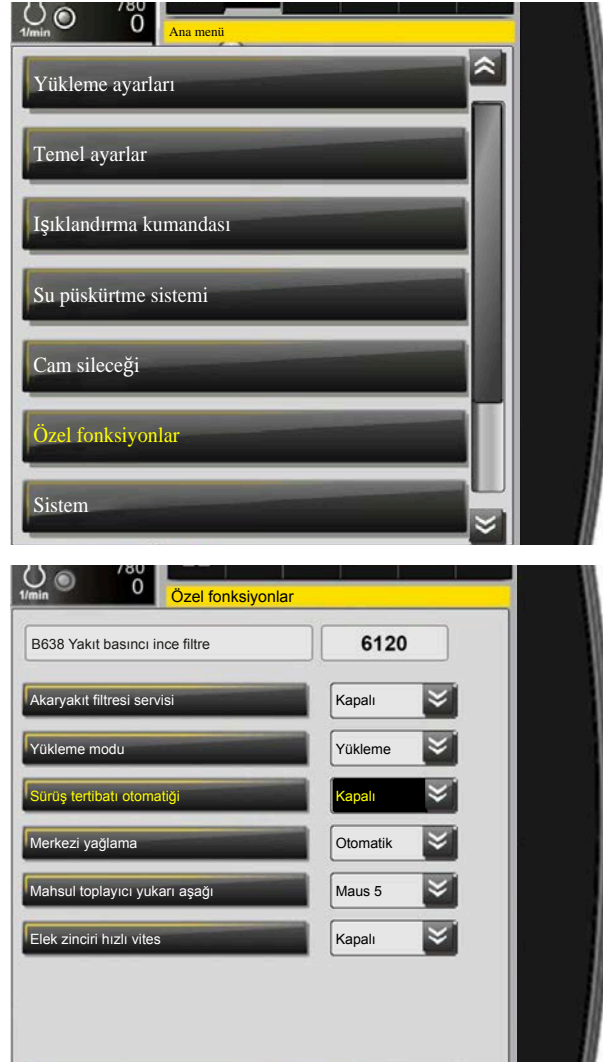 780
1/min
0
Ana menü
Yükleme ayarları
Temel ayarlar
Işıklandırma kumandası
Su püskürtme sistemi
Cam sileceği
Özel fonksiyonlar
Sistem
780
1/min
0
Özel fonksiyonlar
B638 Yakıt basıncı ince filtre 6120
Akaryakıt filtresi servisi Kapalı
Yükleme modu Yükleme
Sürüş tertibatı otomatiği Kapalı
Merkezi yağlama Otomatik
Mahsul toplayıcı yukarı aşağı Maus 5
Elek zinciri hızlı vites Kapalı